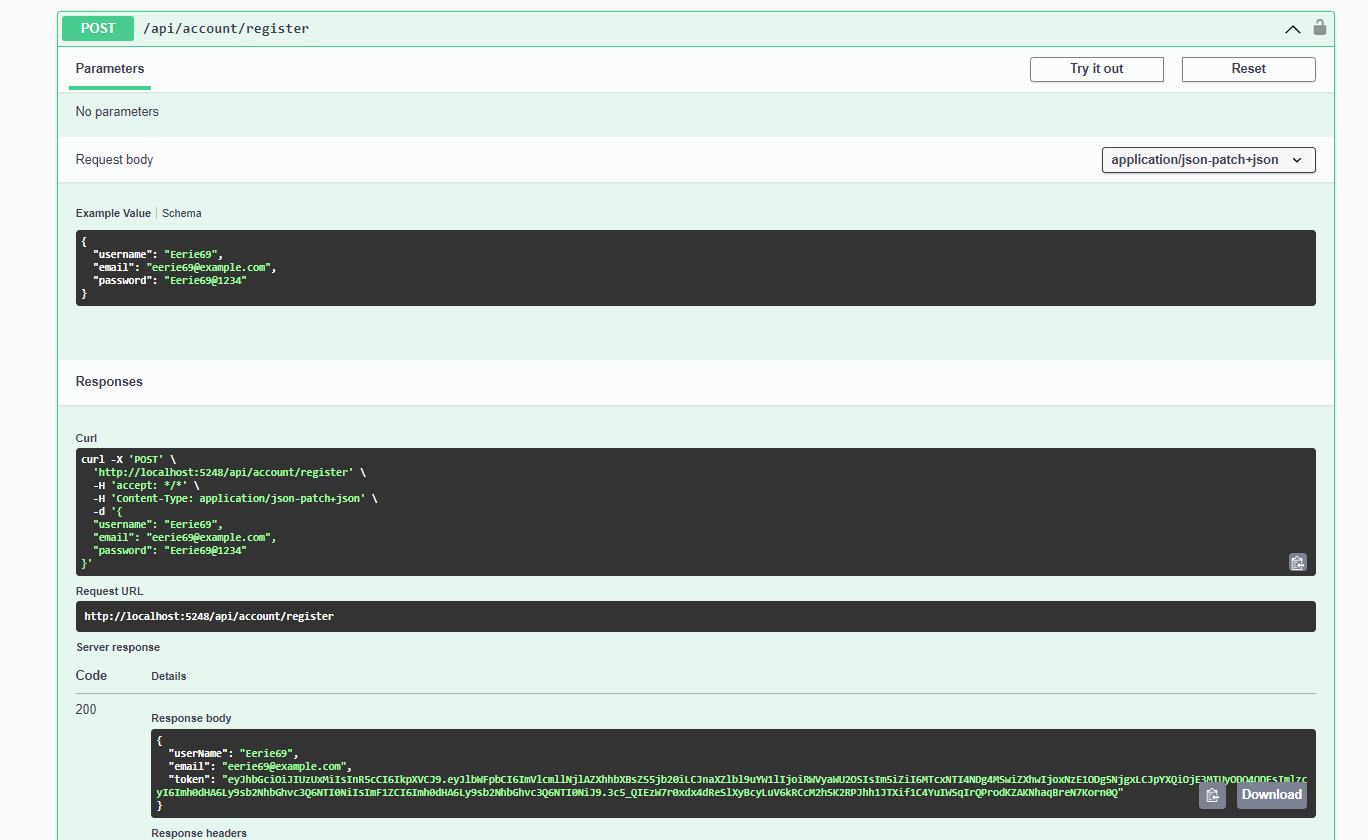 POST /api/account/register
Parameters
Try it out
Reset
No parameters
Request body
application/json-patch+json
Example Value | Schema
{
"username": "Eerie69",
"email": "eerie69@example.com",
"password": "Eerie69@1234"
}
Responses
Curl
curl -X 'POST' \
'http://localhost:5248/api/account/register' \
-H 'accept: */*' \
-H 'Content-Type: application/json-patch+json' \
-d '{
"username": "Eerie69",
"email": "eerie69@example.com",
"password": "Eerie69@1234"
}'
Request URL
http://localhost:5248/api/account/register
Server response
Code Details
200
Response body
{
"userName": "Eerie69",
"email": "eerie69@example.com",
"token":
}
Download
Response headers